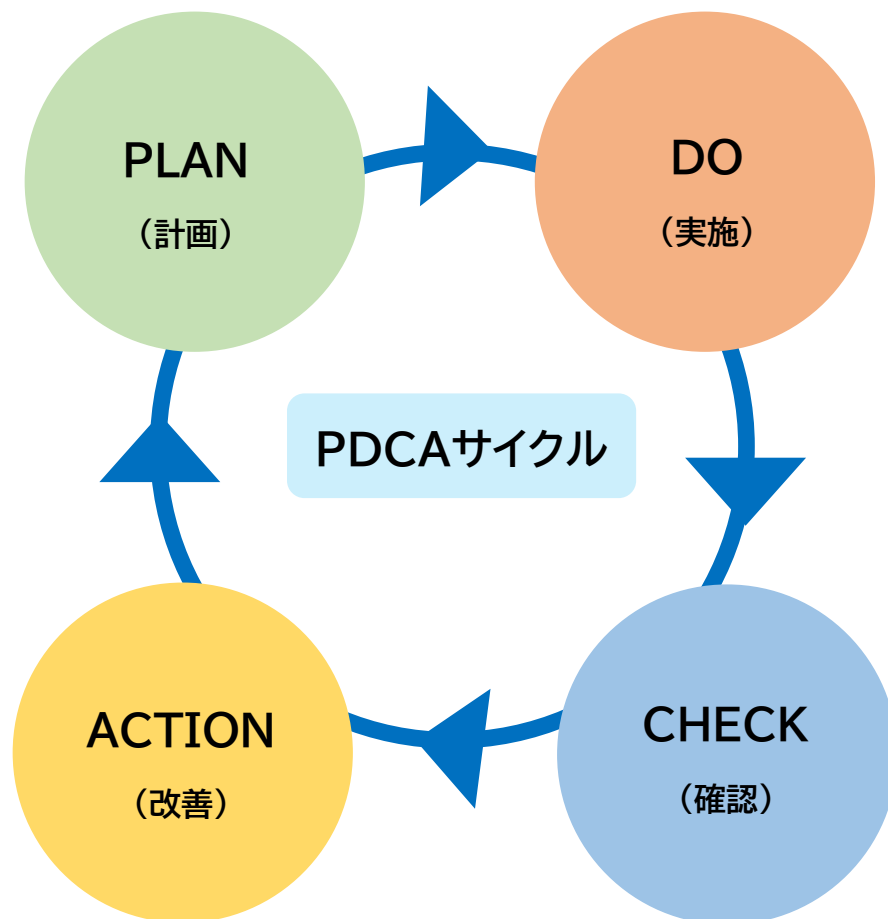 PLAN
（計画）
DO
（実施）
PDCAサイクル
ACTION
（改善）
CHECK
（確認）